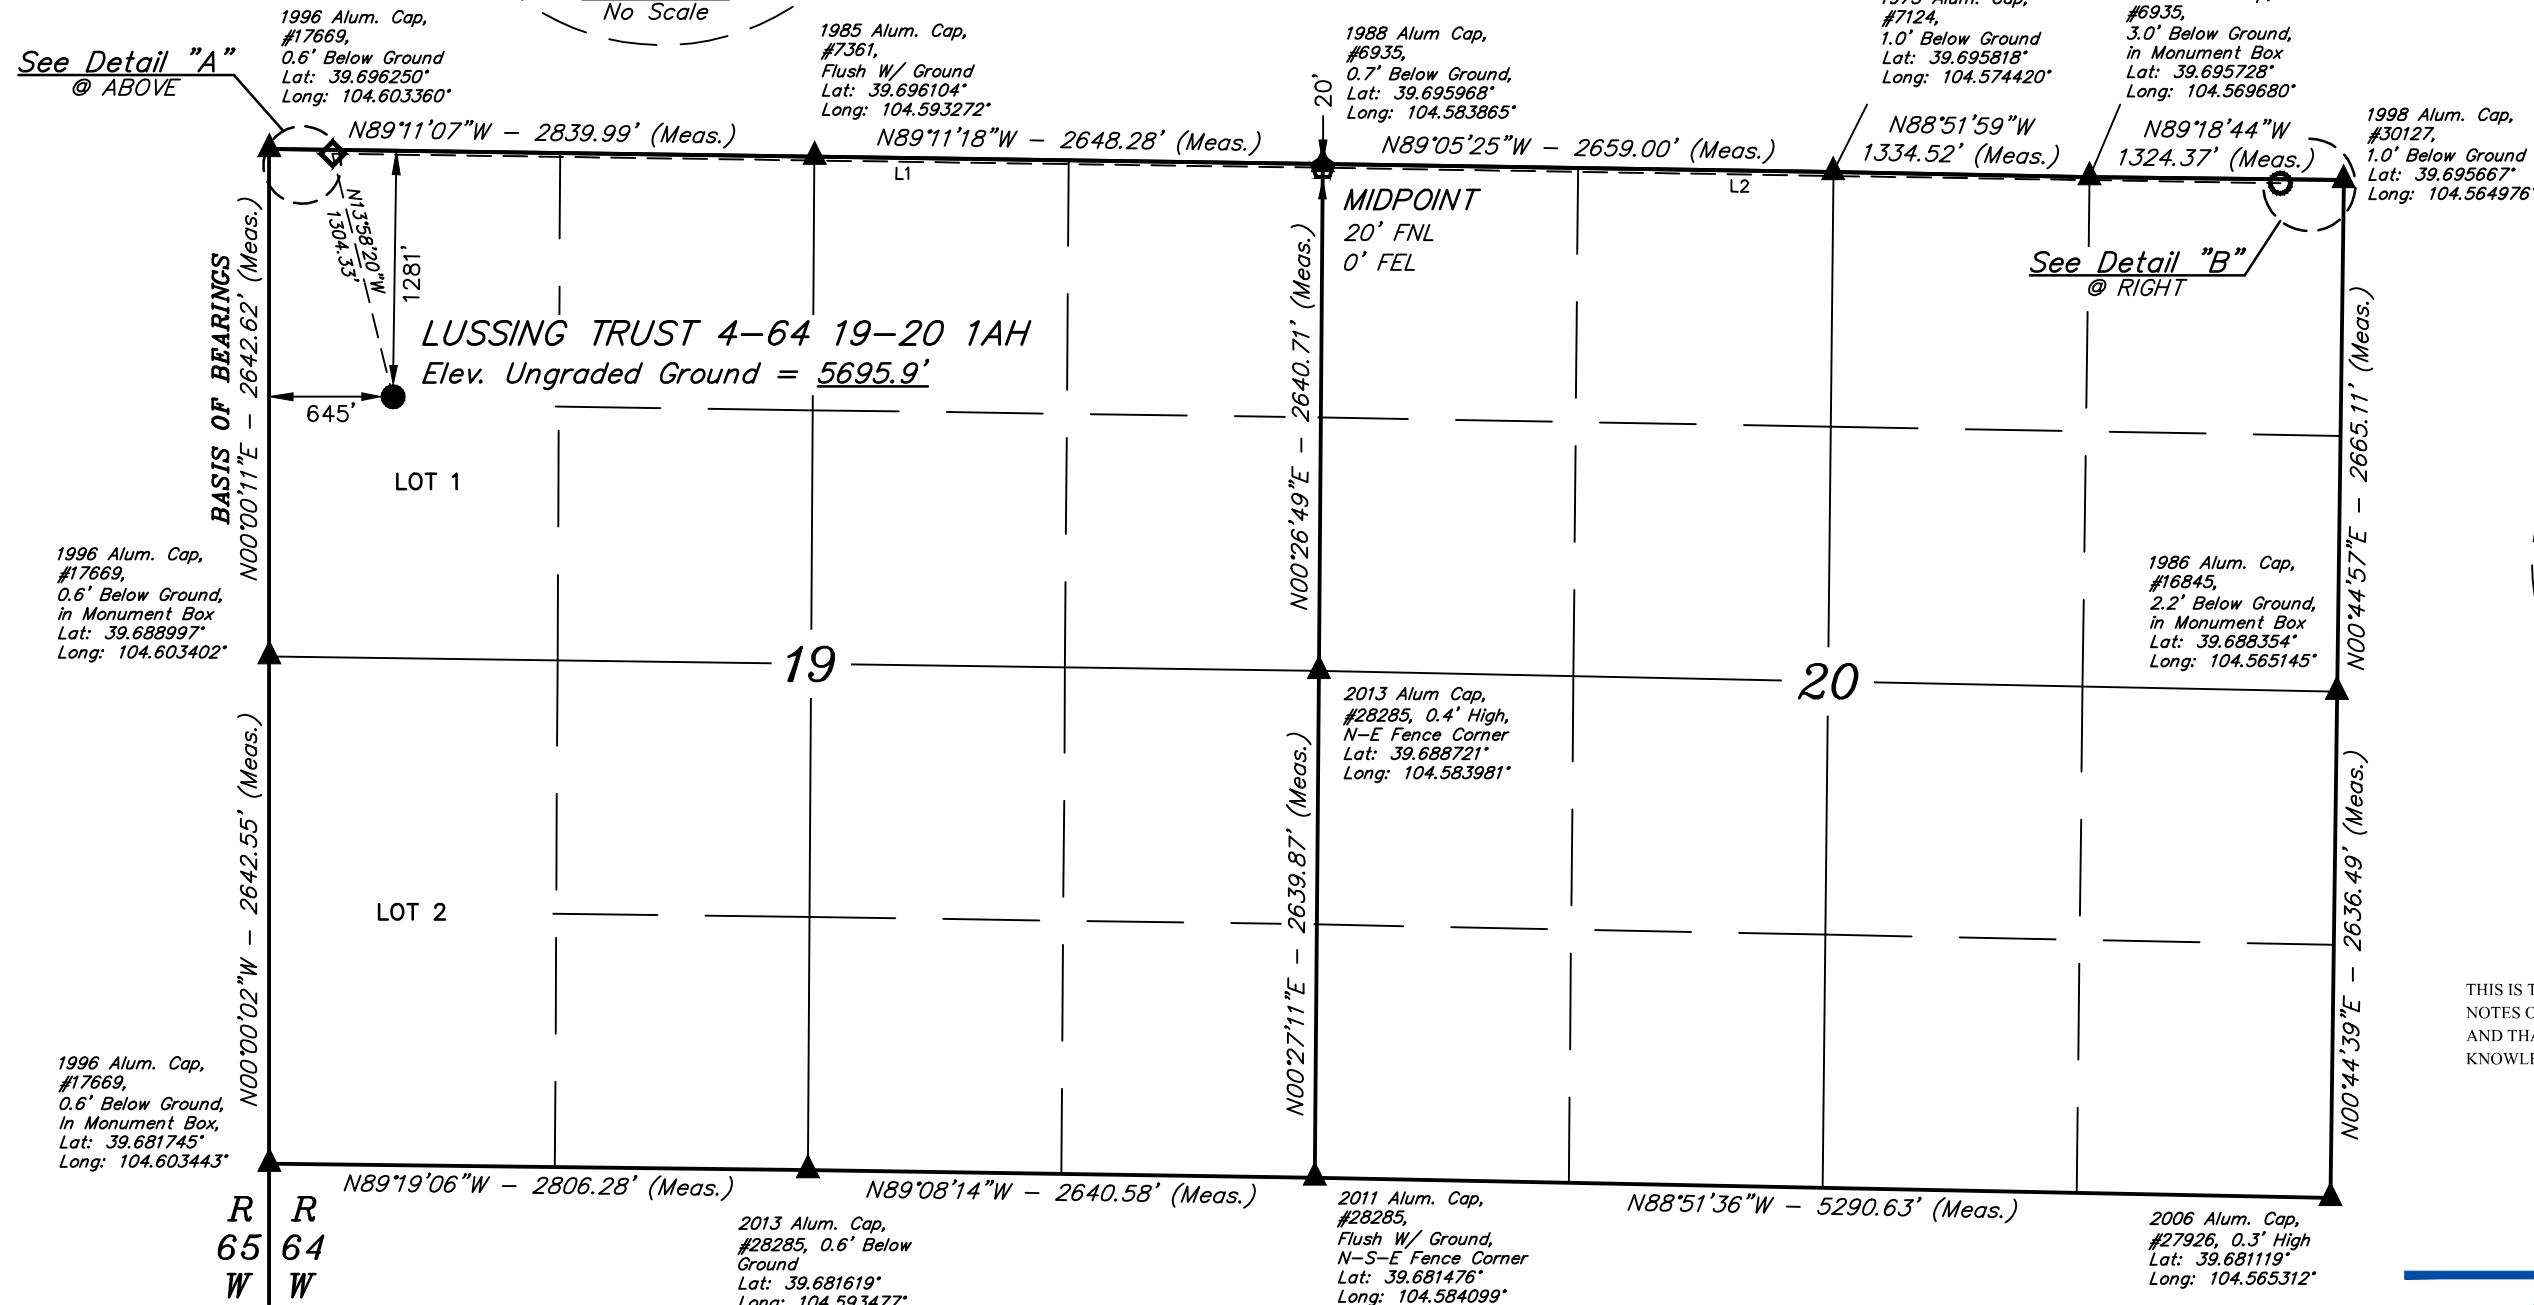 No Scale
See Detail "A"
@ ABOVE
1996 Alum. Cap,
#17669,
0.6' Below Ground
Lat: 39.696250°
Long: 104.603360°
1985 Alum. Cap,
#7361,
Flush W/ Ground
Lat: 39.696104°
Long: 104.593272°
20'
1988 Alum Cap,
#6935,
0.7' Below Ground,
Lat: 39.695968°
Long: 104.583865°
#7124,
1.0' Below Ground
Lat: 39.695818°
Long: 104.574420°
#6935,
3.0' Below Ground,
in Monument Box
Lat: 39.695728°
Long: 104.569680°
1998 Alum. Cap,
#30127,
1.0' Below Ground
Lat: 39.695667°
Long: 104.564976°
N89°11'07"W - 2839.99' (Meas.)
N89°11'18"W - 2648.28' (Meas.)
N89°05'25"W - 2659.00' (Meas.)
N88°51'59"W
1334.52' (Meas.)
N89°18'44"W
1324.37' (Meas.)
L1
L2
MIDPOINT
20' FNL
0' FEL
See Detail "B"
@ RIGHT
N13°58'20"W
1304.33'
1281'
645'
LUSSING TRUST 4-64 19-20 1AH
Elev. Ungraded Ground = 5695.9'
BASIS OF BEARINGS
N00°00'11"E - 2642.62' (Meas.)
N00°26'49"E - 2640.71' (Meas.)
N00°44'57"E - 2665.11' (Meas.)
LOT 1
1996 Alum. Cap,
#17669,
0.6' Below Ground,
in Monument Box
Lat: 39.688997°
Long: 104.603402°
1986 Alum. Cap,
#16845,
2.2' Below Ground,
in Monument Box
Lat: 39.688354°
Long: 104.565145°
19
20
2013 Alum Cap,
#28285, 0.4' High,
N-E Fence Corner
Lat: 39.688721°
Long: 104.583981°
N00°00'02"W - 2642.55' (Meas.)
N00°27'11"E - 2639.87' (Meas.)
N00°44'39"E - 2636.49' (Meas.)
LOT 2
THIS IS
NOTES
AND
1996 Alum. Cap,
#17669,
0.6' Below Ground,
In Monument Box,
Lat: 39.681745°
Long: 104.603443°
N89°19'06"W - 2806.28' (Meas.)
N89°08'14"W - 2640.58' (Meas.)
N88°51'36"W - 5290.63' (Meas.)
R R
65 64
W W
2013 Alum. Cap,
#28285, 0.6' Below
Ground
Lat: 39.681619°
Long: 104.593477°
2011 Alum. Cap,
#28285,
Flush W/ Ground,
N-S-E Fence Corner
Lat: 39.681476°
Long: 104.584099°
2006 Alum. Cap,
#27926, 0.3' High
Lat: 39.681119°
Long: 104.565312°